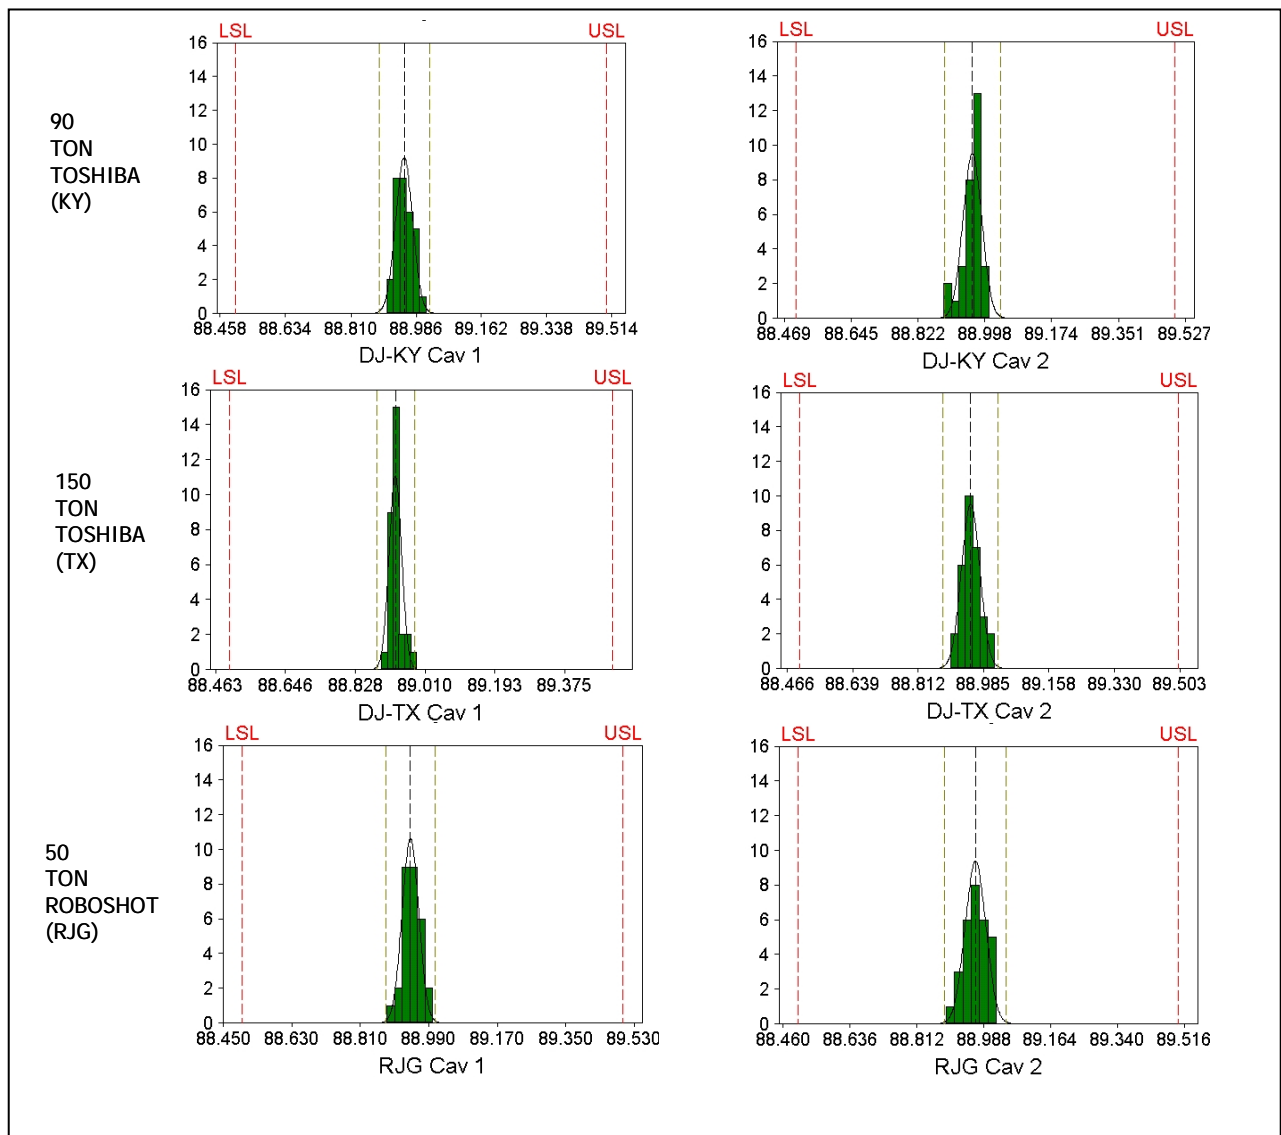 LSL USL
16
14
12
10
8
6
4
2
0
88.458 88.634 88.810 88.986 89.162 89.338 89.514
DJ-KY Cav 1
LSL USL
16
14
12
10
8
6
4
2
0
88.469 88.645 88.822 88.998 89.174 89.351 89.527
DJ-KY Cav 2
90
TON
TOSHIBA
(KY)
LSL USL
16
14
12
10
8
6
4
2
0
88.463 88.646 88.828 89.010 89.193 89.375
DJ-TX Cav 1
LSL USL
16
14
12
10
8
6
4
2
0
88.466 88.639 88.812 88.985 89.158 89.330 89.503
DJ-TX Cav 2
150
TON
TOSHIBA
(TX)
LSL USL
16
14
12
10
8
6
4
2
0
88.450 88.630 88.810 88.990 89.170 89.350 89.530
RJG Cav 1
LSL USL
16
14
12
10
8
6
4
2
0
88.460 88.636 88.812 88.988 89.164 89.340 89.516
RJG Cav 2
50
TON
ROBOSHOT
(RJG)